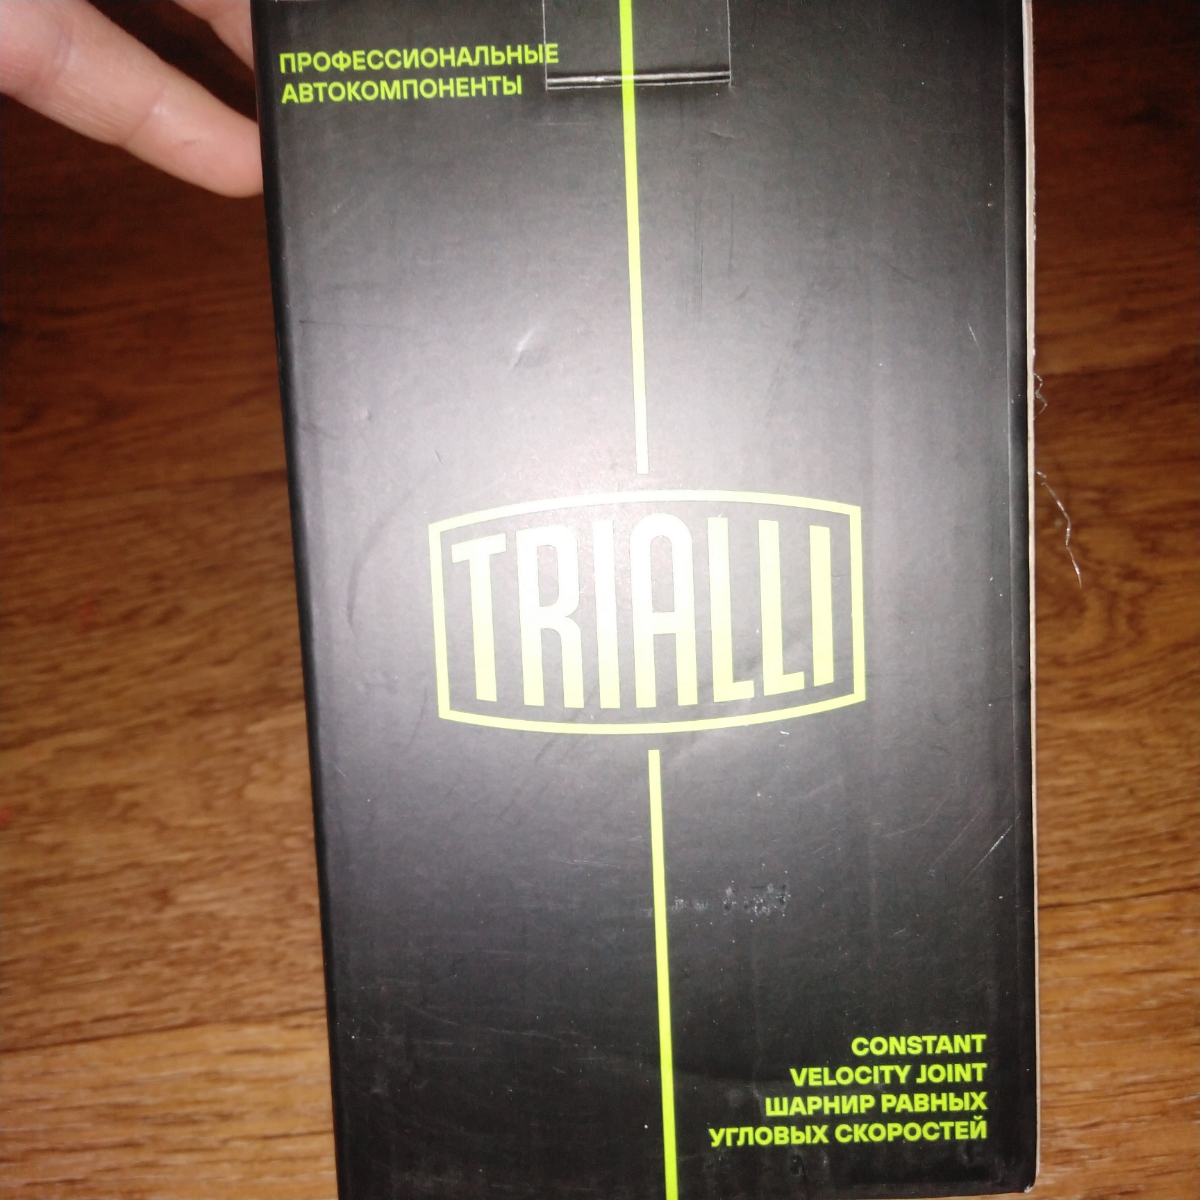 ПРОФЕССИОНАЛЬНЫЕ
АВТОКОМПОНЕНТЫ
TRIALLI
CONSTANT
VELOCITY JOINT
ШАРНИР РАВНЫХ
УГЛОВЫХ СКОРОСТЕЙ